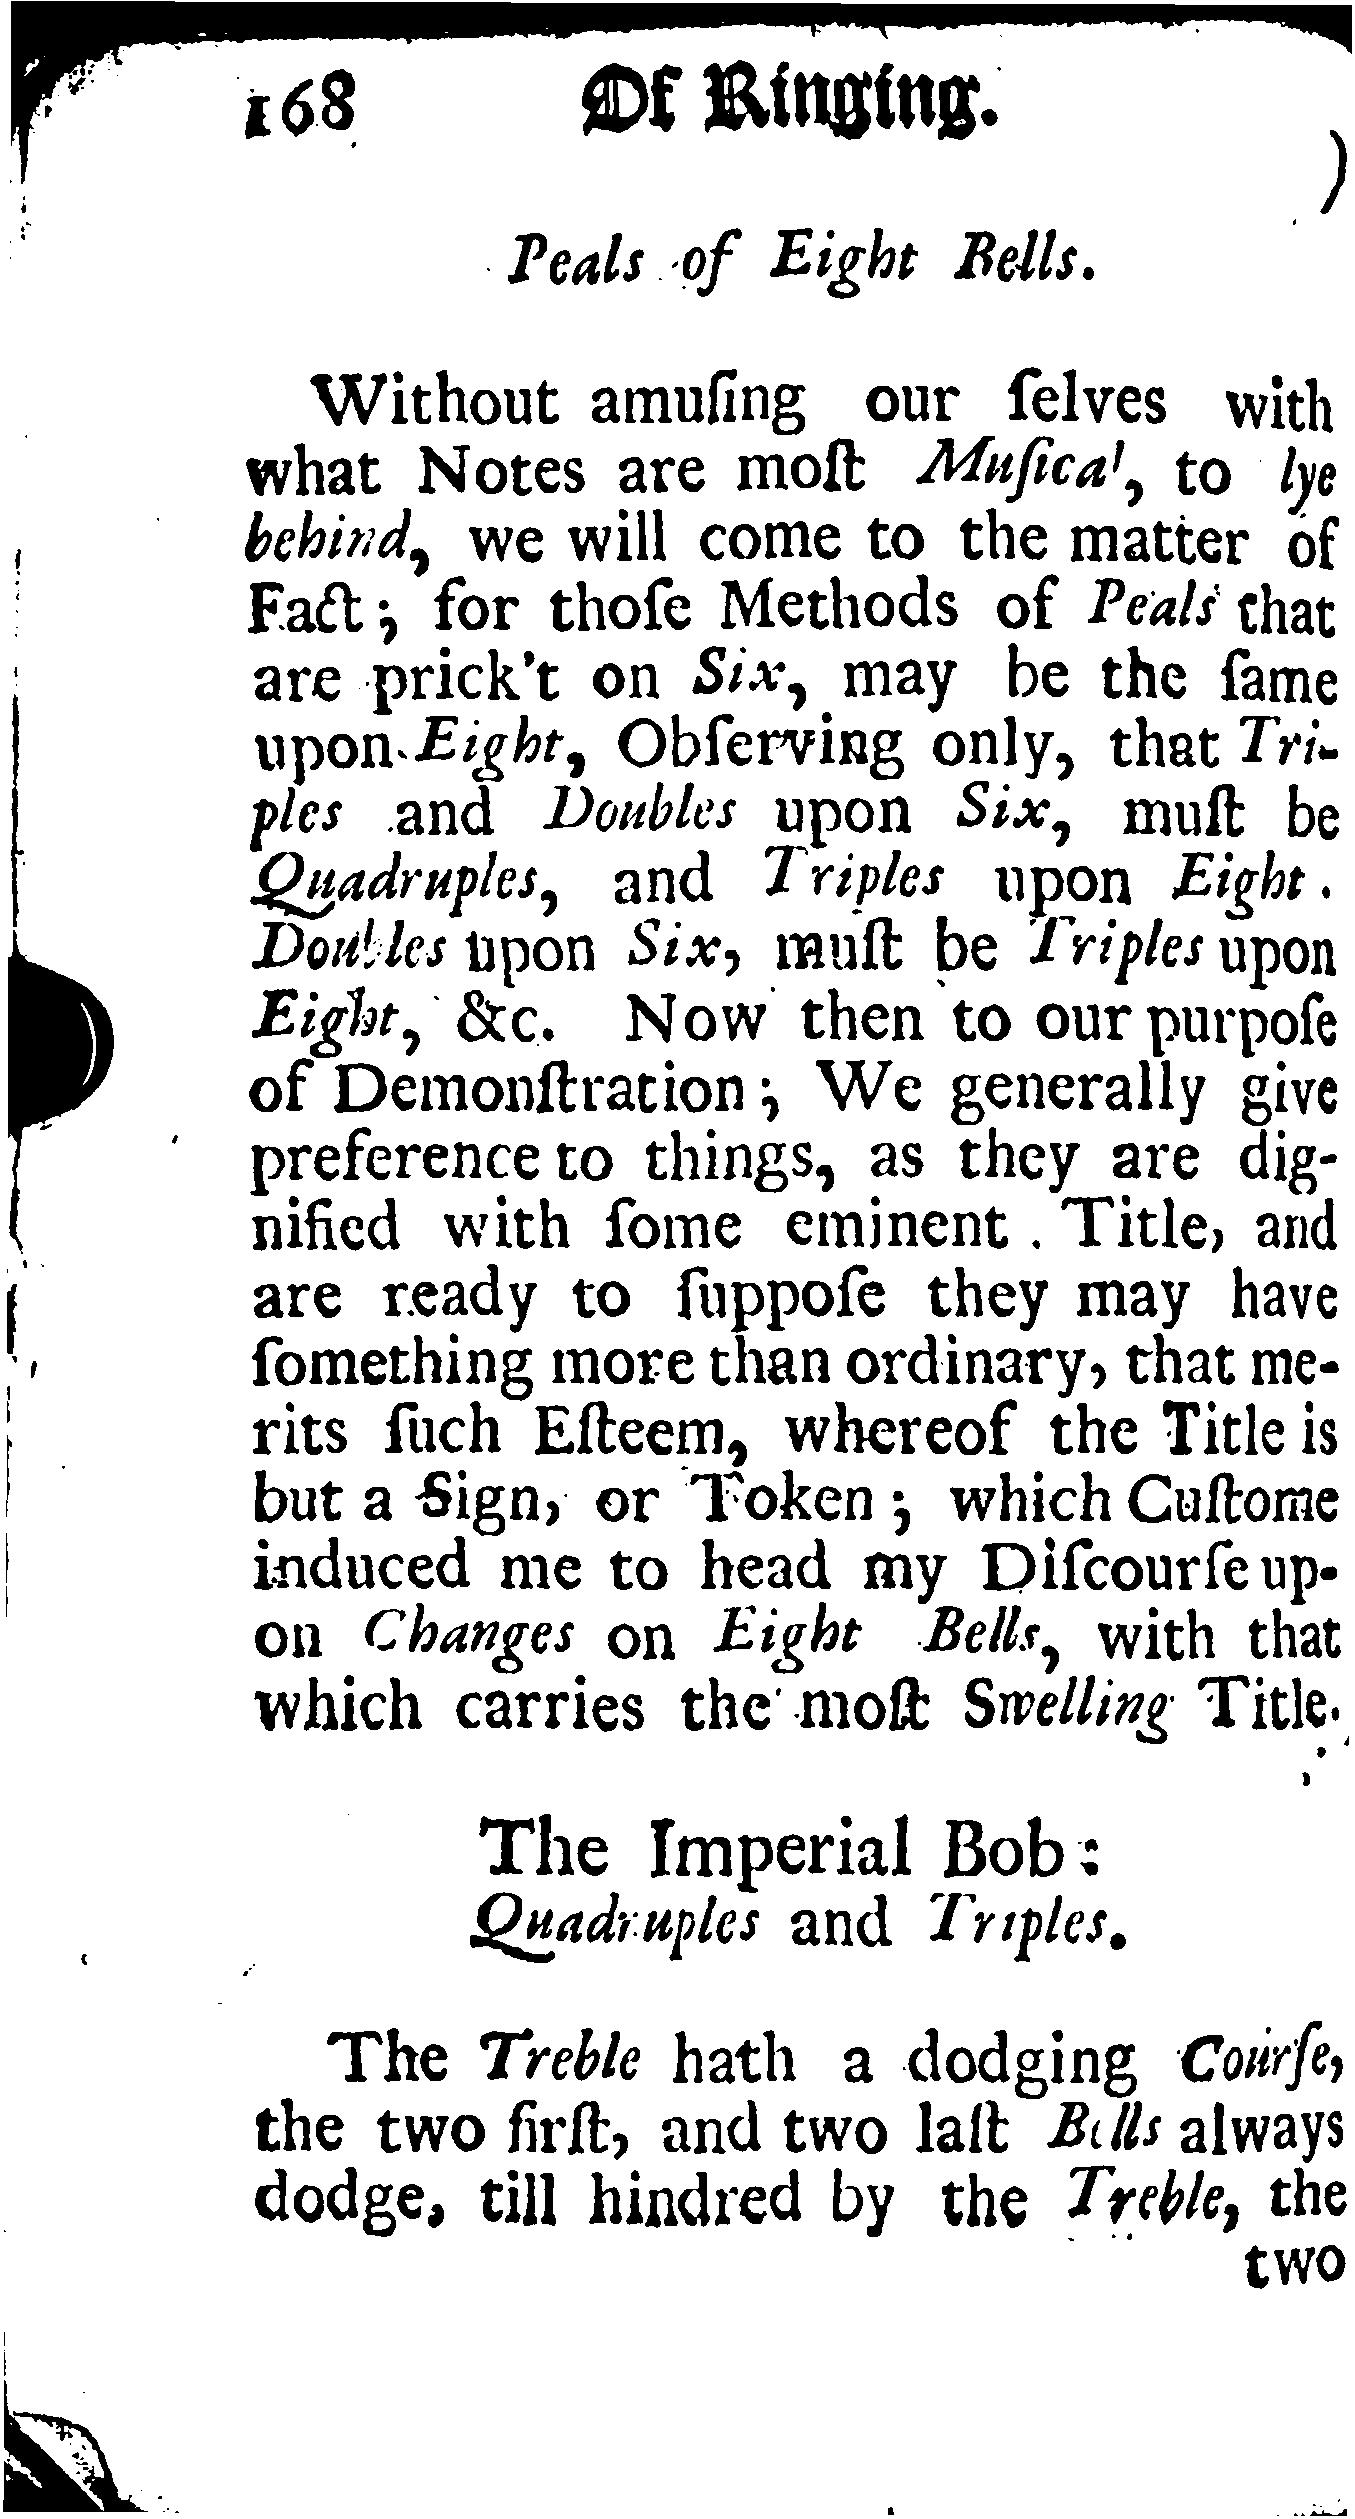 168 Of Ringing.
Peals of Eight Bells.
Without amuſing our ſelves with
what Notes are moſt Muſical, to lye
behind, we will come to the matter of
Fact; for thoſe Methods of Peals that
are prick't on Six, may be the ſame
upon Eight, Obſerving only, that Tri-
ples and Doubles upon Six, muſt be
Quadruples, and Triples upon Eight.
Doubles upon Six, muſt be Triples upon
Eight, &c. Now then to our purpoſe
of Demonſtration; We generally give
preference to things, as they are dig-
nified with ſome eminent Title, and
are ready to ſuppoſe they may have
ſomething more than ordinary, that me-
rits ſuch Eſteem, whereof the Title is
but a Sign, or Token; which Cuſtome
induced me to head my Diſcourſe up-
on Changes on Eight Bells, with that
which carries the moſt Swelling Title.
The Imperial Bob:
Quadruples and Triples.
The Treble hath a dodging Courſe,
the two firſt, and two laſt Bells always
dodge, till hindred by the Treble, the
two